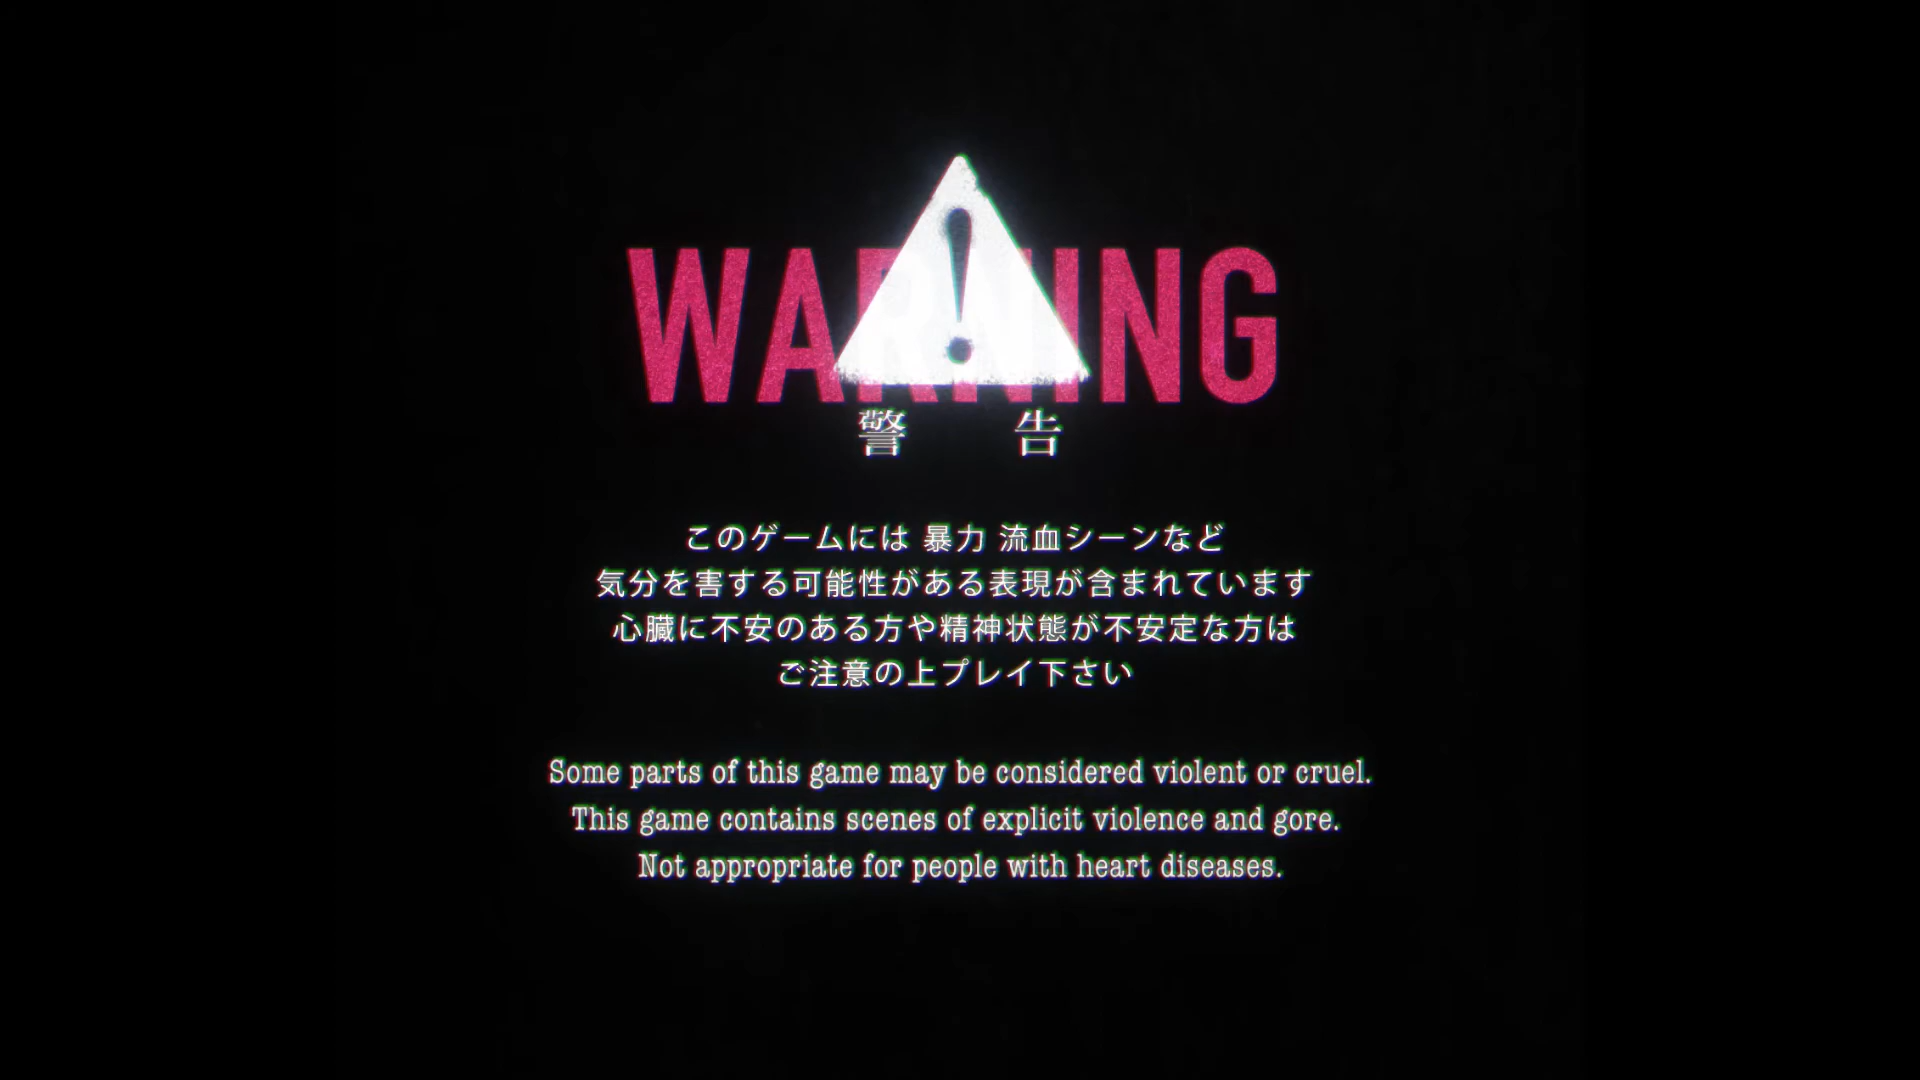 WARNING
警告
このゲームには 暴力 流血シーンなど
気分を害する可能性がある表現が含まれています
心臓に不安のある方や精神状態が不安定な方は
ご注意の上プレイ下さい
Some parts of this game may be considered violent or cruel.
This game contains scenes of explicit violence and gore.
Not appropriate for people with heart diseases.